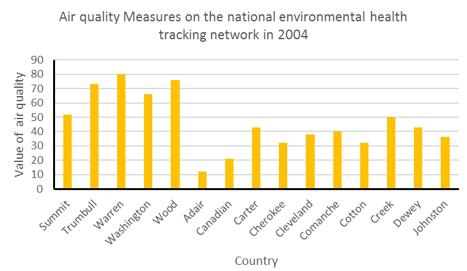 Air quality Measures on the national environmental health
tracking network in 2004
Value of air quality
90
80
70
60
50
40
30
20
10
0
Summit
Trumbull
Warren
Washington
Wood
Adair
Canadian
Carter
Cherokee
Cleveland
Comanche
Cotton
Creek
Dewey
Johnston
Country